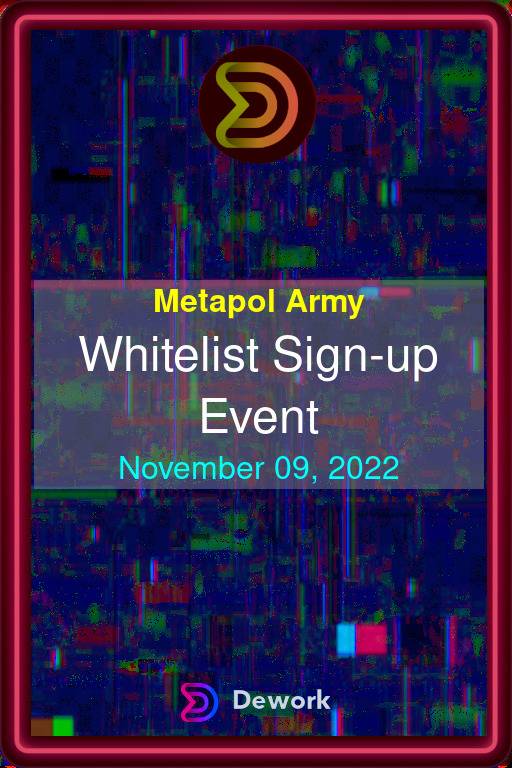 Metapol Army
Whitelist Sign-up
Event
November 09, 2022
Dework